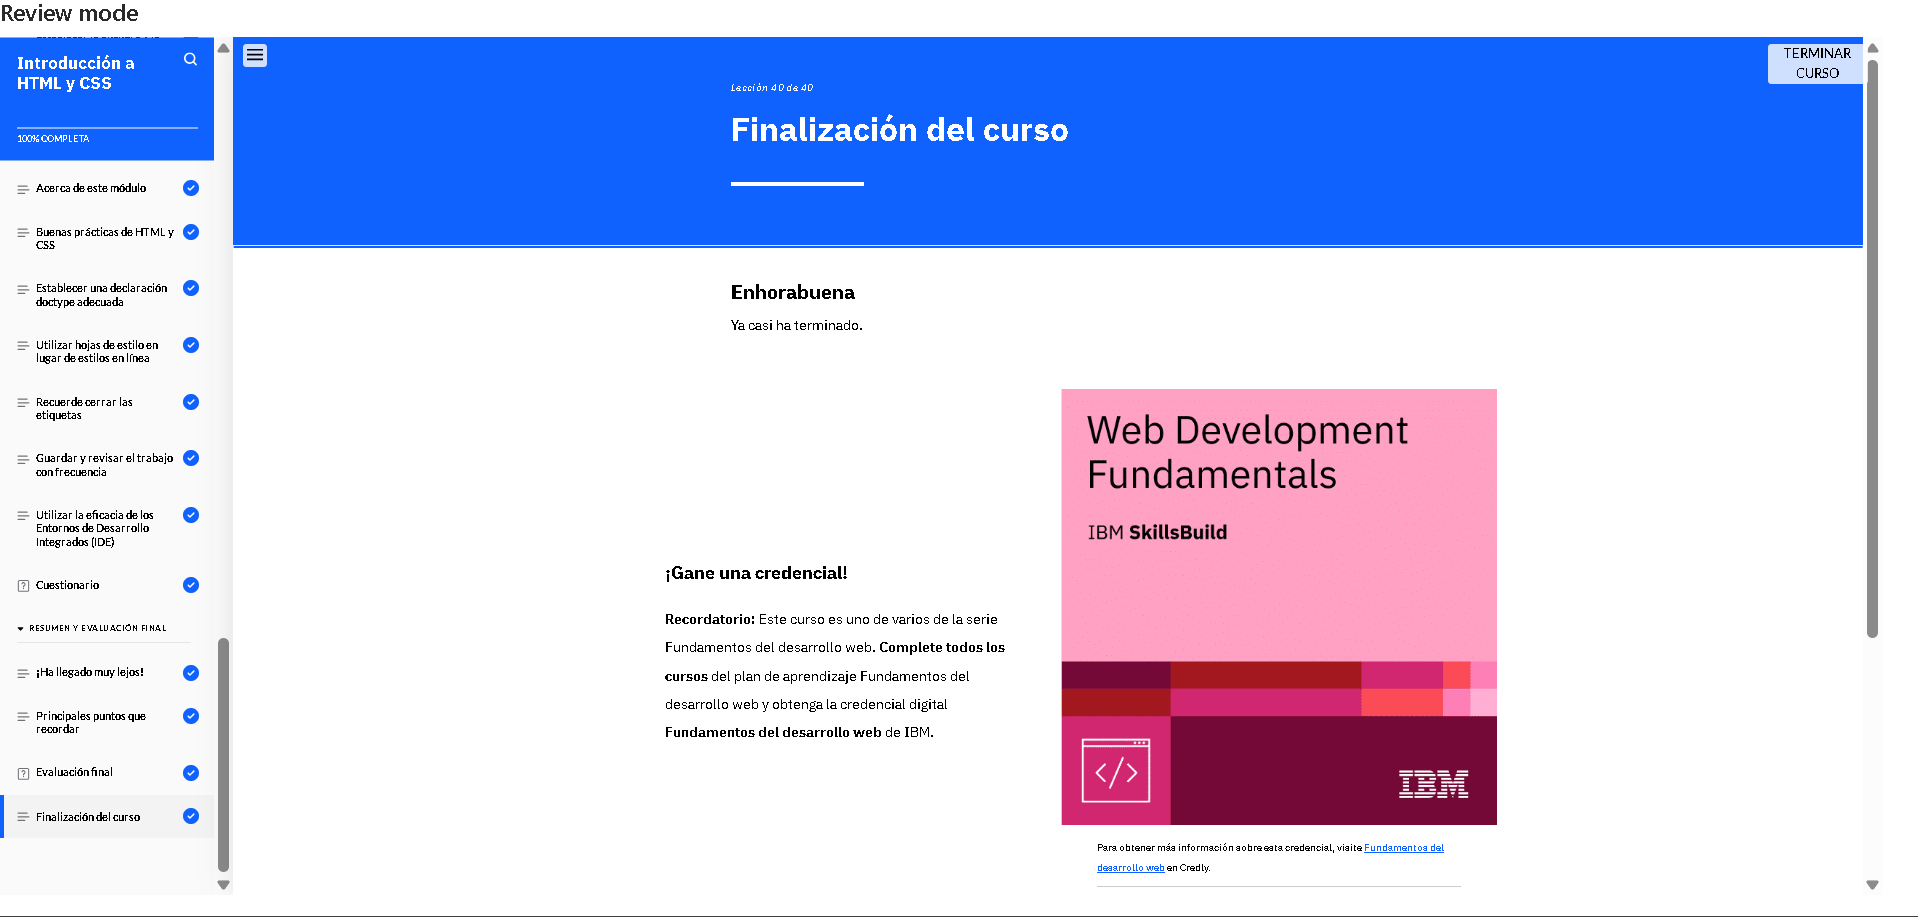 Review mode
Introducción a
HTML y CSS
100% COMPLETA
Acerca de este módulo
Buenas prácticas de HTML y
CSS
Establecer una declaración
doctype adecuada
Utilizar hojas de estilo en
lugar de estilos en línea
Recuerde cerrar las
etiquetas
Guardar y revisar el trabajo
con frecuencia
Utilizar la eficacia de los
Entornos de Desarrollo
Integrados (IDE)
Cuestionario
RESUMEN Y EVALUACIÓN FINAL
¡Ha llegado muy lejos!
Principales puntos que
recordar
Evaluación final
Finalización del curso
TERMINAR
CURSO
Lección 40 de 40
Finalización del curso
Enhorabuena
Ya casi ha terminado.
¡Gane una credencial!
Recordatorio: Este curso es uno de varios de la serie
Fundamentos del desarrollo web. Complete todos los
cursos del plan de aprendizaje Fundamentos del
desarrollo web y obtenga la credencial digital
Fundamentos del desarrollo web de IBM.
Web Development
Fundamentals
IBM SkillsBuild
IBM
Para obtener más información sobre esta credencial, visite Fundamentos del
desarrollo web en Credly.